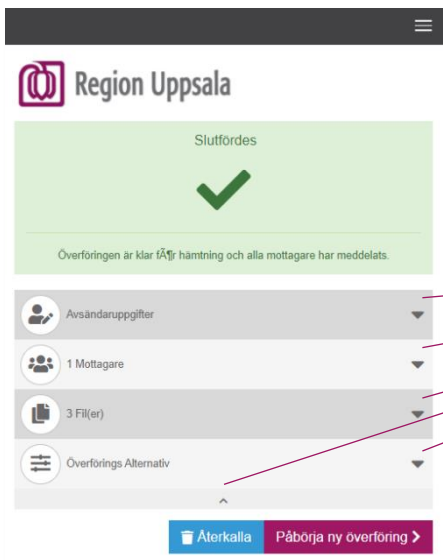 Region Uppsala
Slutfördes
Överföringen är klar fÃ¶r hämtning och alla mottagare har meddelats.
Avsändaruppgifter
1 Mottagare
3 Fil(er)
Överförings Alternativ
Återkalla
Påbörja ny överföring